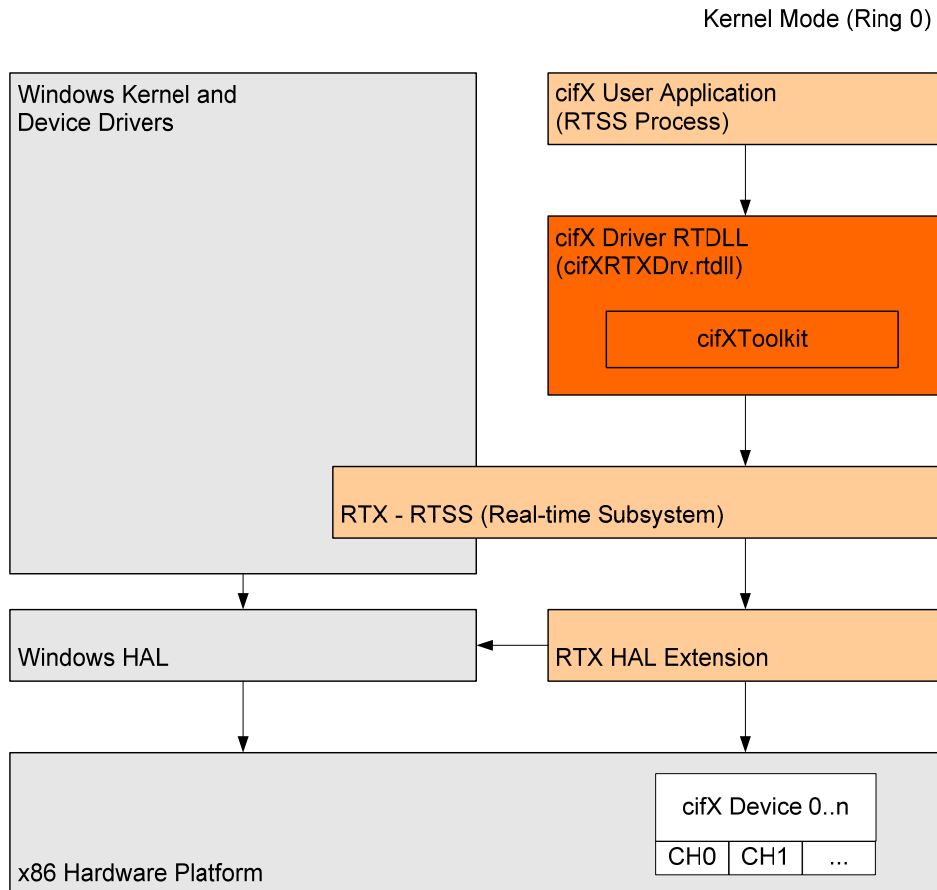 Kernel Mode (Ring 0)
Windows Kernel and
Device Drivers
cifX User Application
(RTSS Process)
cifX Driver RTDLL
(cifXRTXDrv.rtdll)
cifXToolkit
RTX - RTSS (Real-time Subsystem)
Windows HAL
RTX HAL Extension
cifX Device 0..n
CH0
CH1
...
x86 Hardware Platform